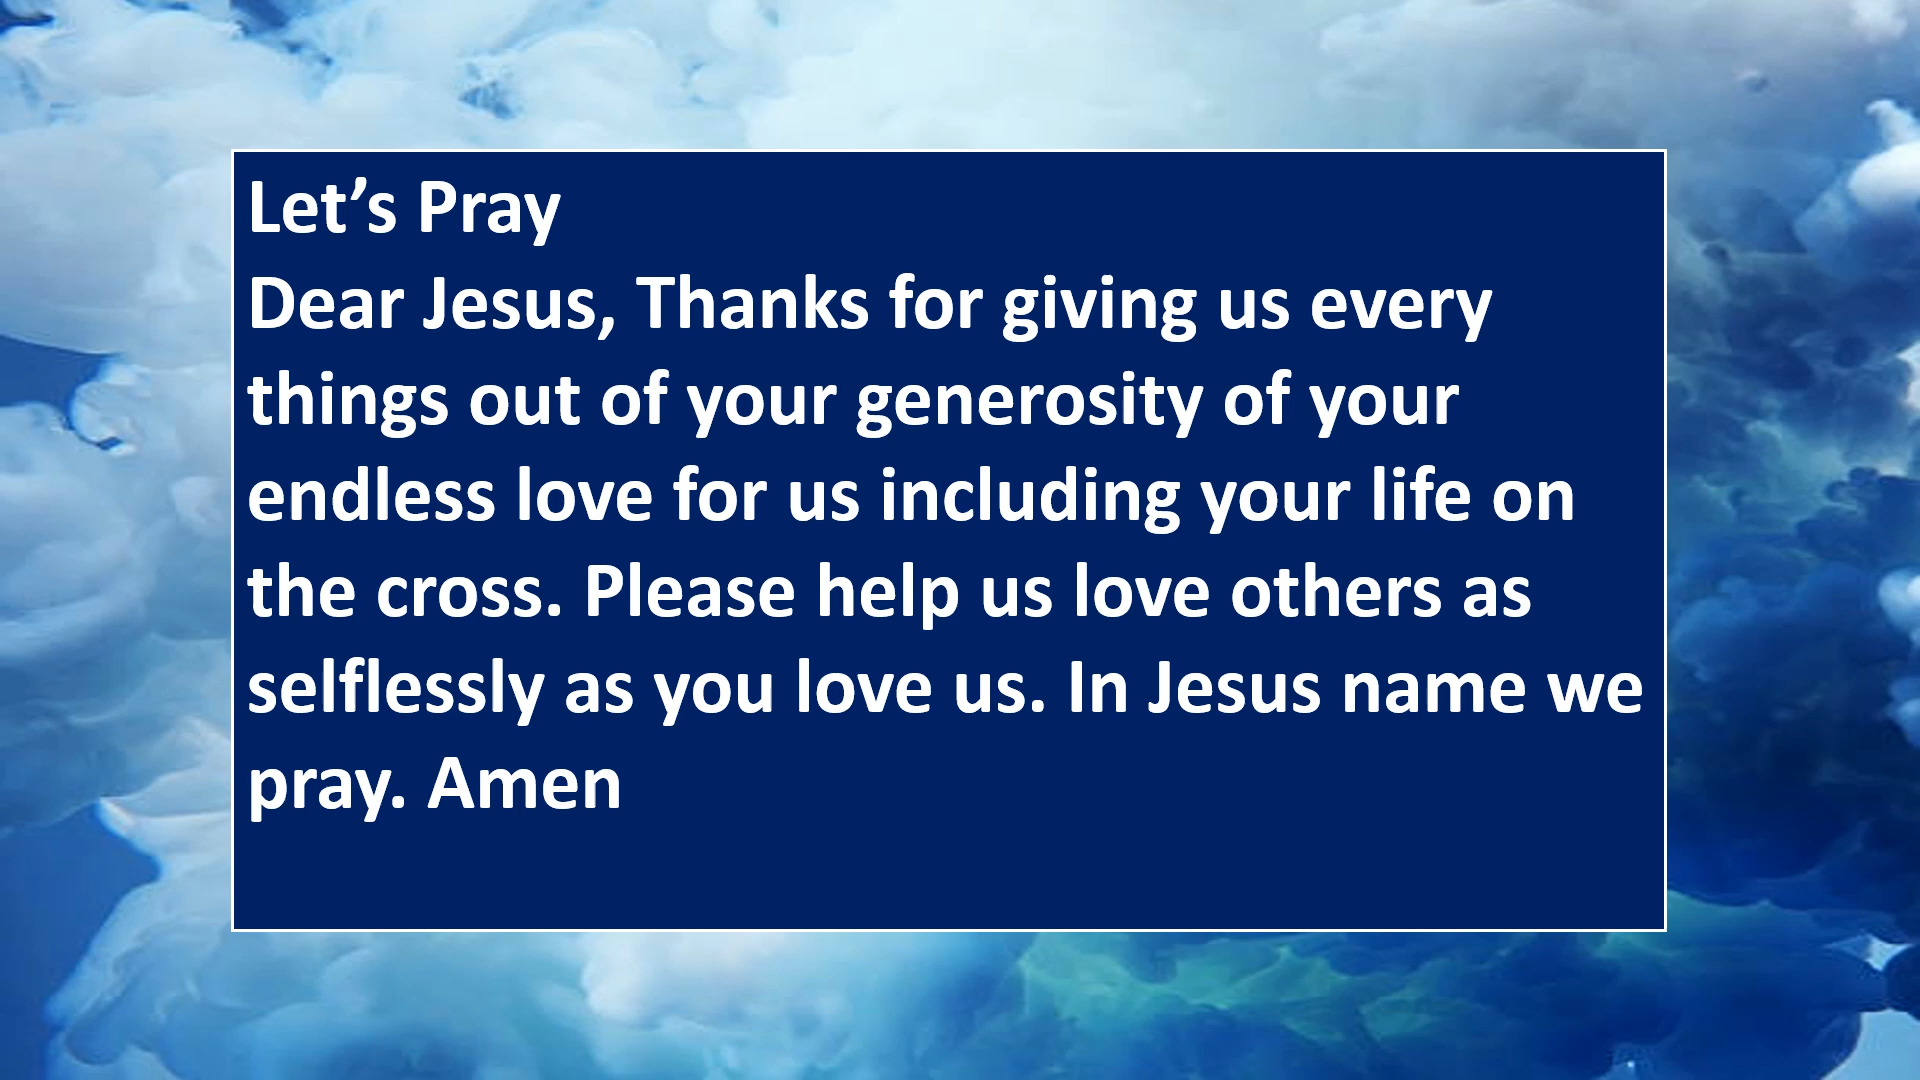 Let’s Pray
Dear Jesus, Thanks for giving us every
things out of your generosity of your
endless love for us including your life on
the cross. Please help us love others as
selflessly as you love us. In Jesus name we
pray. Amen